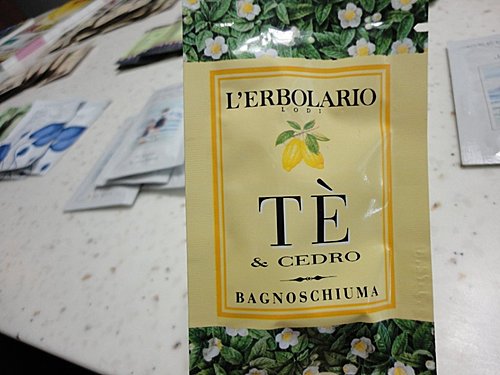 L'ERBOLARIO
LODI
TÈ
& CEDRO
BAGNOSCHIUMA